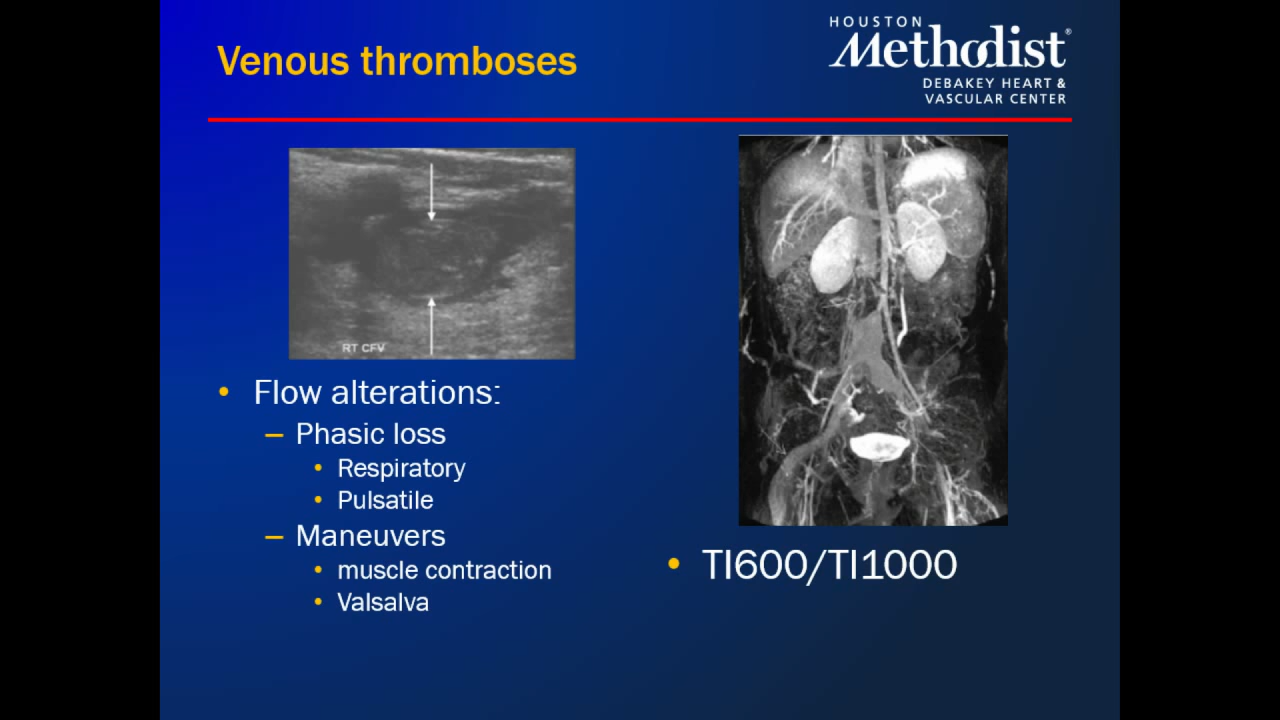 Venous thromboses
HOUSTON
Methodist®
DEBAKEY HEART &
VASCULAR CENTER
RT CFV
• Flow alterations:
– Phasic loss
• Respiratory
• Pulsatile
– Maneuvers
• muscle contraction
• Valsalva
• TI600/TI1000